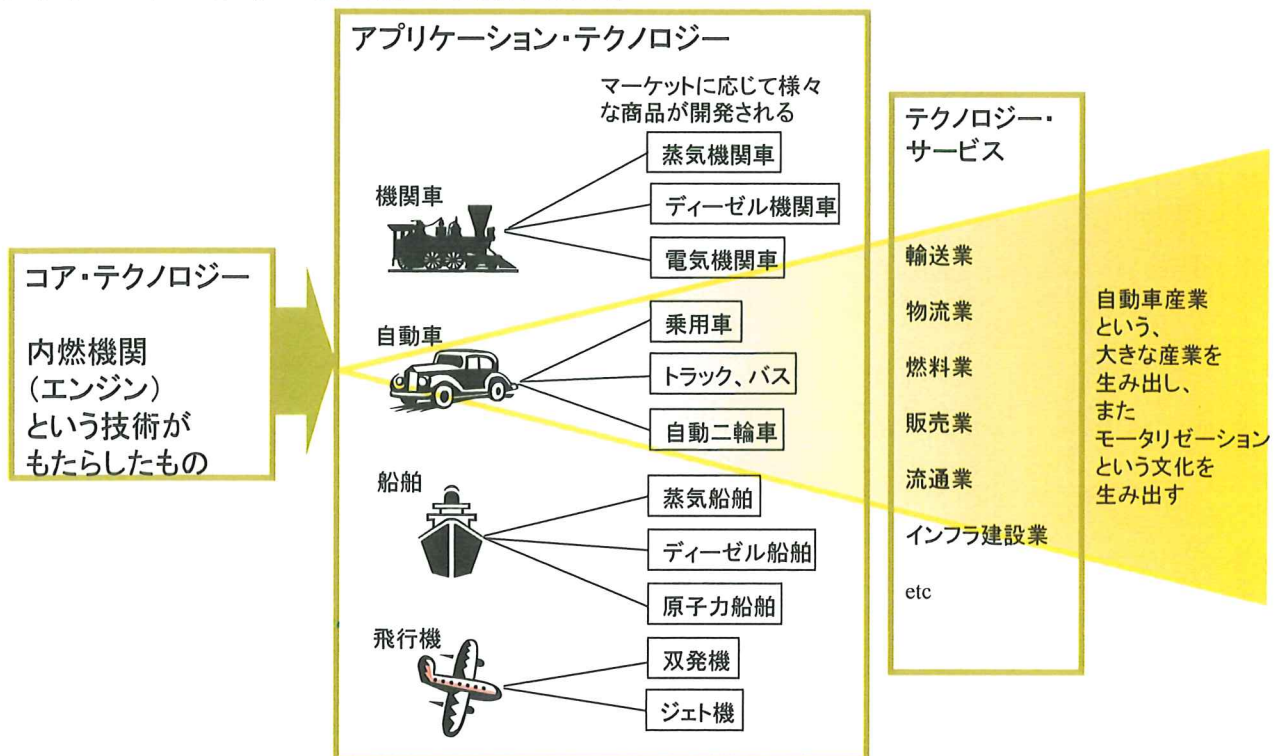 コア・テクノロジー
内燃機関
(エンジン)
という技術が
もたらしたもの
アプリケーション・テクノロジー
マーケットに応じて様々
な商品が開発される
機関車
蒸気機関車
ディーゼル機関車
電気機関車
自動車
乗用車
トラック、バス
自動二輪車
船舶
蒸気船舶
ディーゼル船舶
原子力船舶
飛行機
双発機
ジェト機
テクノロジー・
サービス
輸送業
物流業
燃料業
販売業
流通業
インフラ建設業
etc
自動車産業
という、
大きな産業を
生み出し、
また
モータリゼーション
という文化を
生み出す